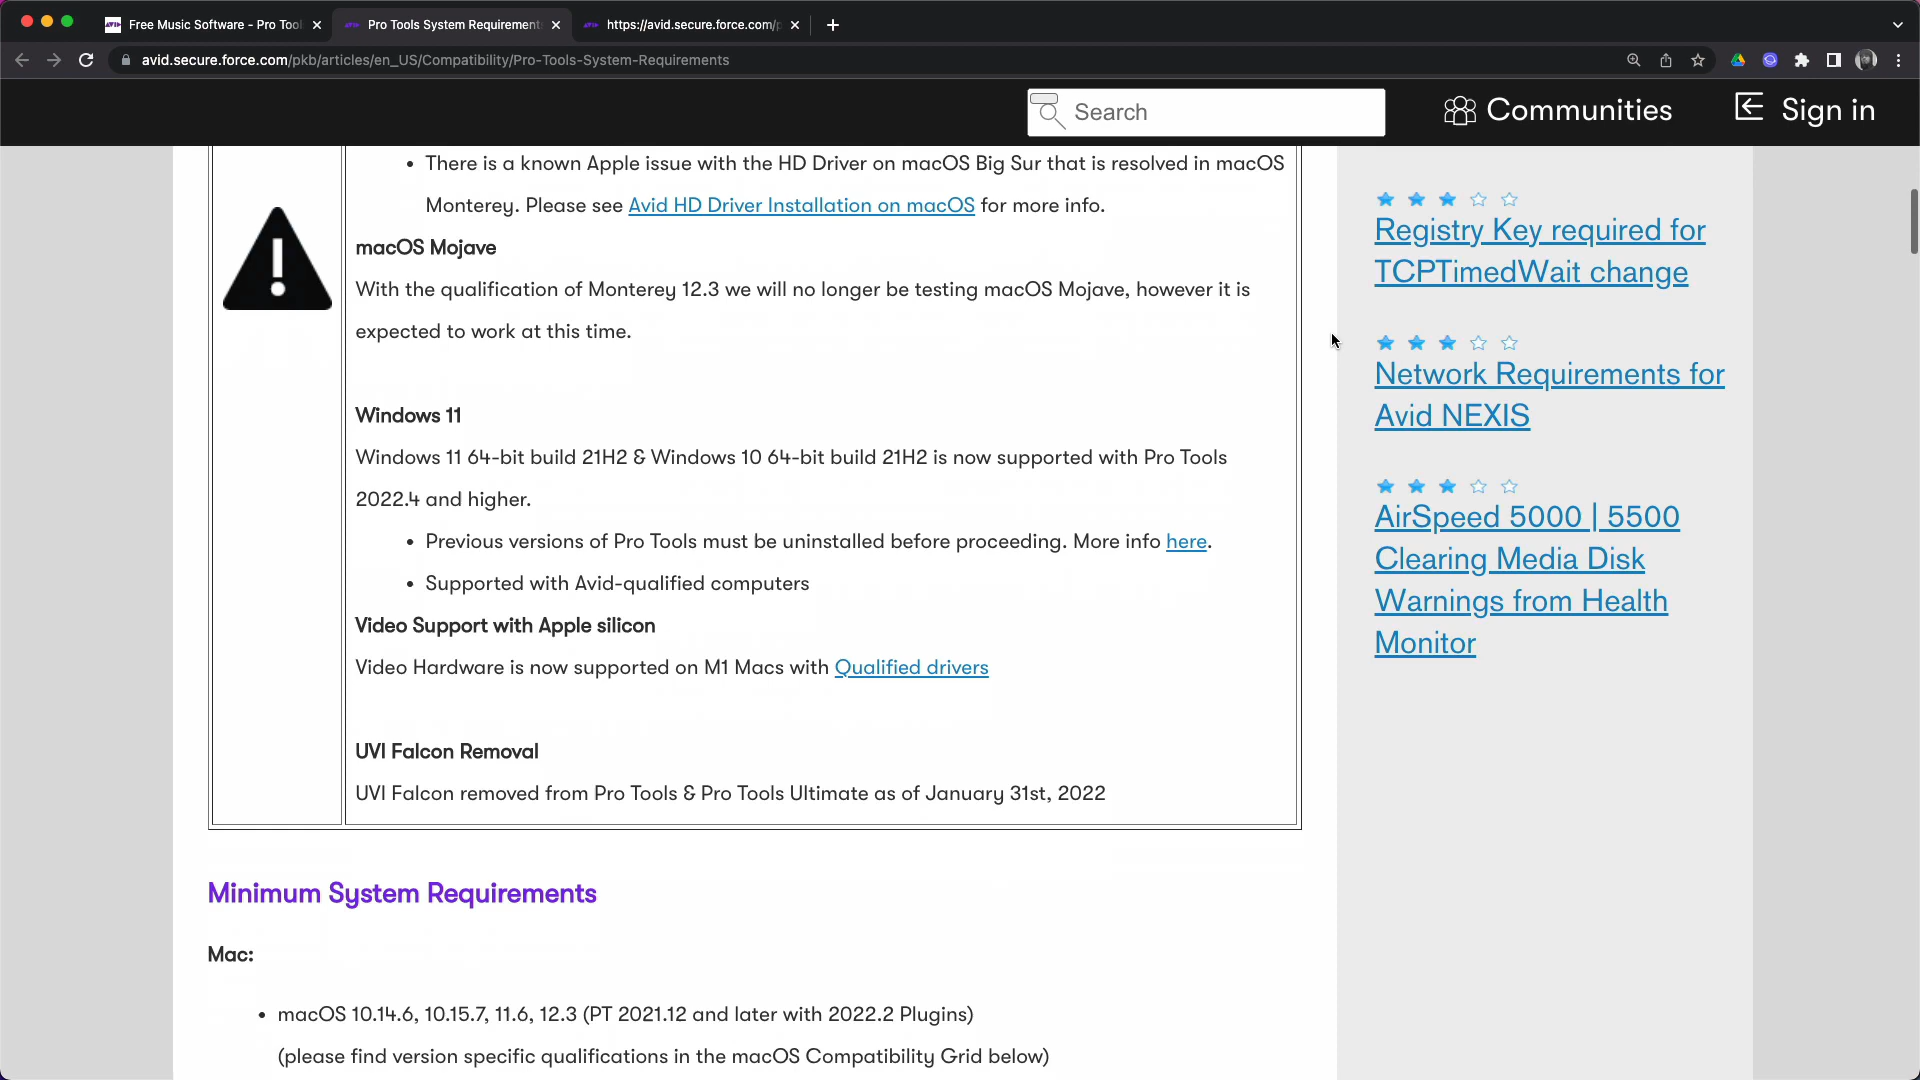 Free Music Software - Pro Tool
Pro Tools System Requirement
https://avid.secure.force.com/p
avid.secure.force.com/pkb/articles/en_US/Compatibility/Pro-Tools-System-Requirements
Search
Communities
Sign in
• There is a known Apple issue with the HD Driver on macOS Big Sur that is resolved in macOS
Monterey. Please see Avid HD Driver Installation on macOS for more info.
macOS Mojave
With the qualification of Monterey 12.3 we will no longer be testing macOS Mojave, however it is
expected to work at this time.
Windows 11
Windows 11 64-bit build 21H2 & Windows 10 64-bit build 21H2 is now supported with Pro Tools
2022.4 and higher.
• Previous versions of Pro Tools must be uninstalled before proceeding. More info here.
• Supported with Avid-qualified computers
Video Support with Apple silicon
Video Hardware is now supported on M1 Macs with Qualified drivers
UVI Falcon Removal
UVI Falcon removed from Pro Tools & Pro Tools Ultimate as of January 31st, 2022
Minimum System Requirements
Mac:
• macOS 10.14.6, 10.15.7, 11.6, 12.3 (PT 2021.12 and later with 2022.2 Plugins)
(please find version specific qualifications in the macOS Compatibility Grid below)
Registry Key required for
TCPTimedWait change
Network Requirements for
Avid NEXIS
AirSpeed 5000 | 5500
Clearing Media Disk
Warnings from Health
Monitor